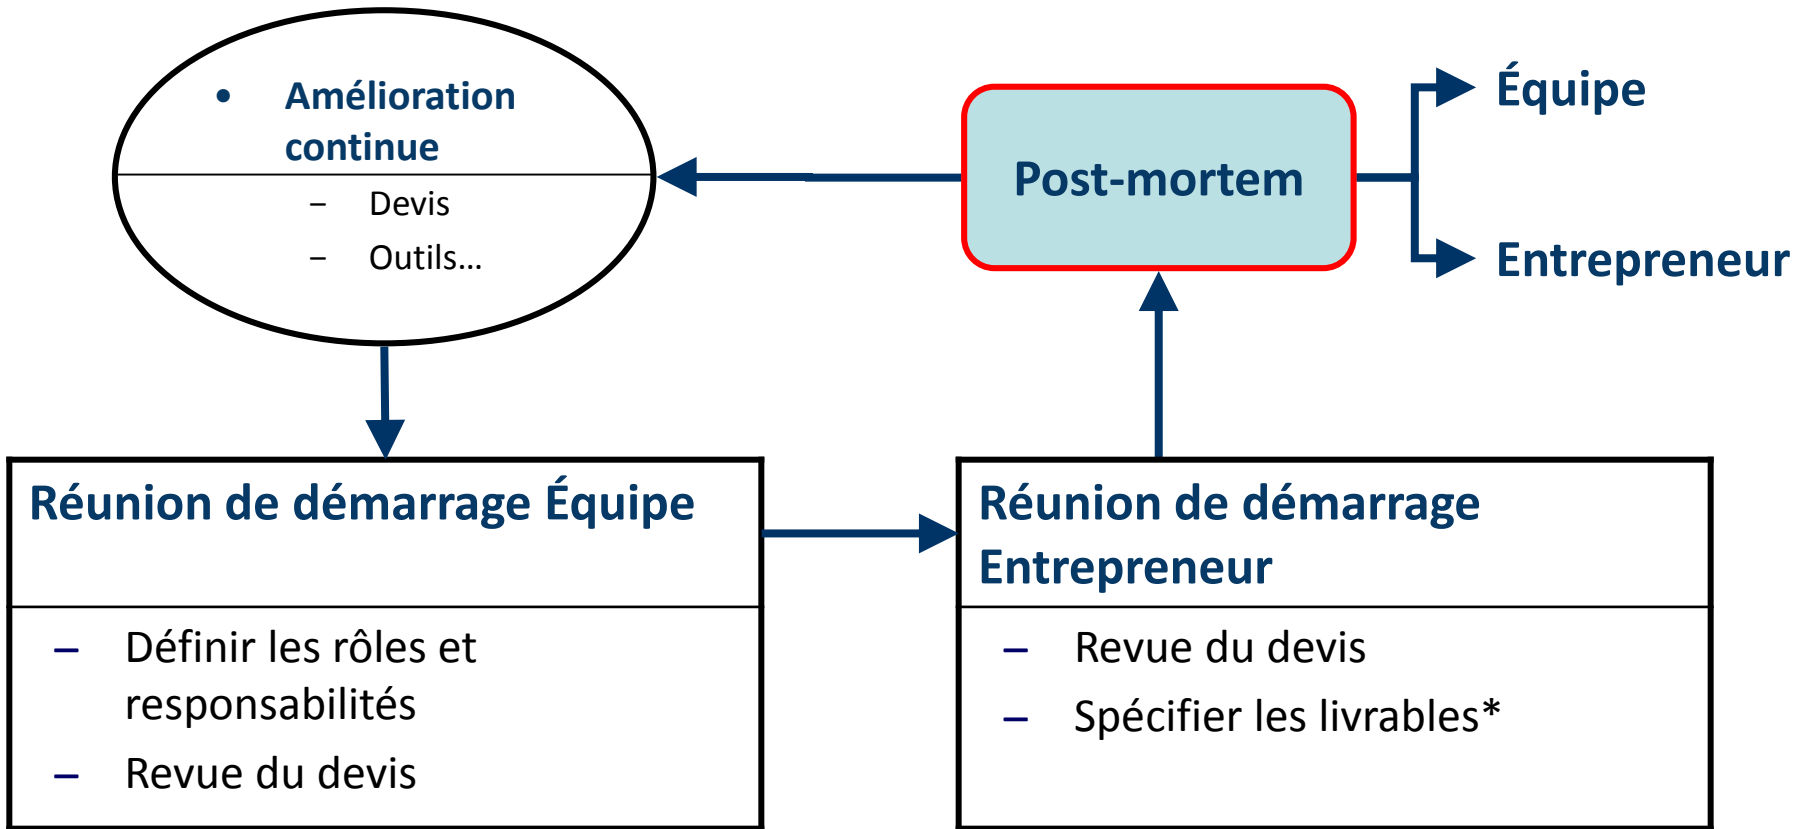 • Amélioration
continue
– Devis
– Outils…
Post-mortem
Équipe
Entrepreneur
Réunion de démarrage Équipe
– Définir les rôles et
responsabilités
– Revue du devis
Réunion de démarrage
Entrepreneur
– Revue du devis
– Spécifier les livrables*